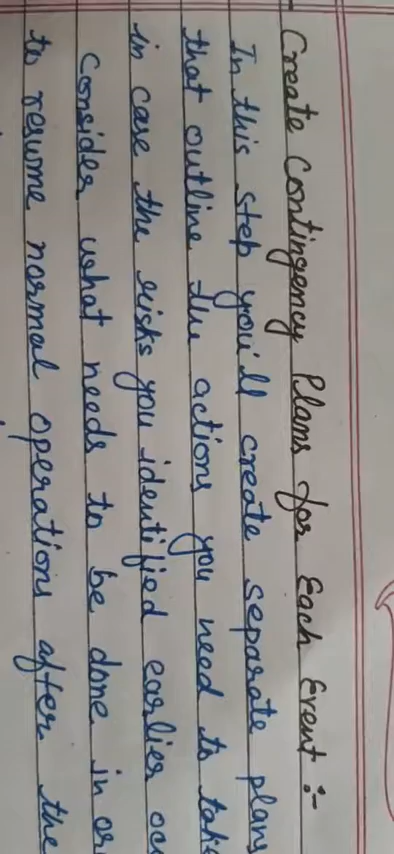 Create Contingency Plans for Each Event :-
In this step you'll create separate plans
that outline the actions you need to take
in case the risks you identified earlier occ
Consider what needs to be done in or
to resume normal operations after the